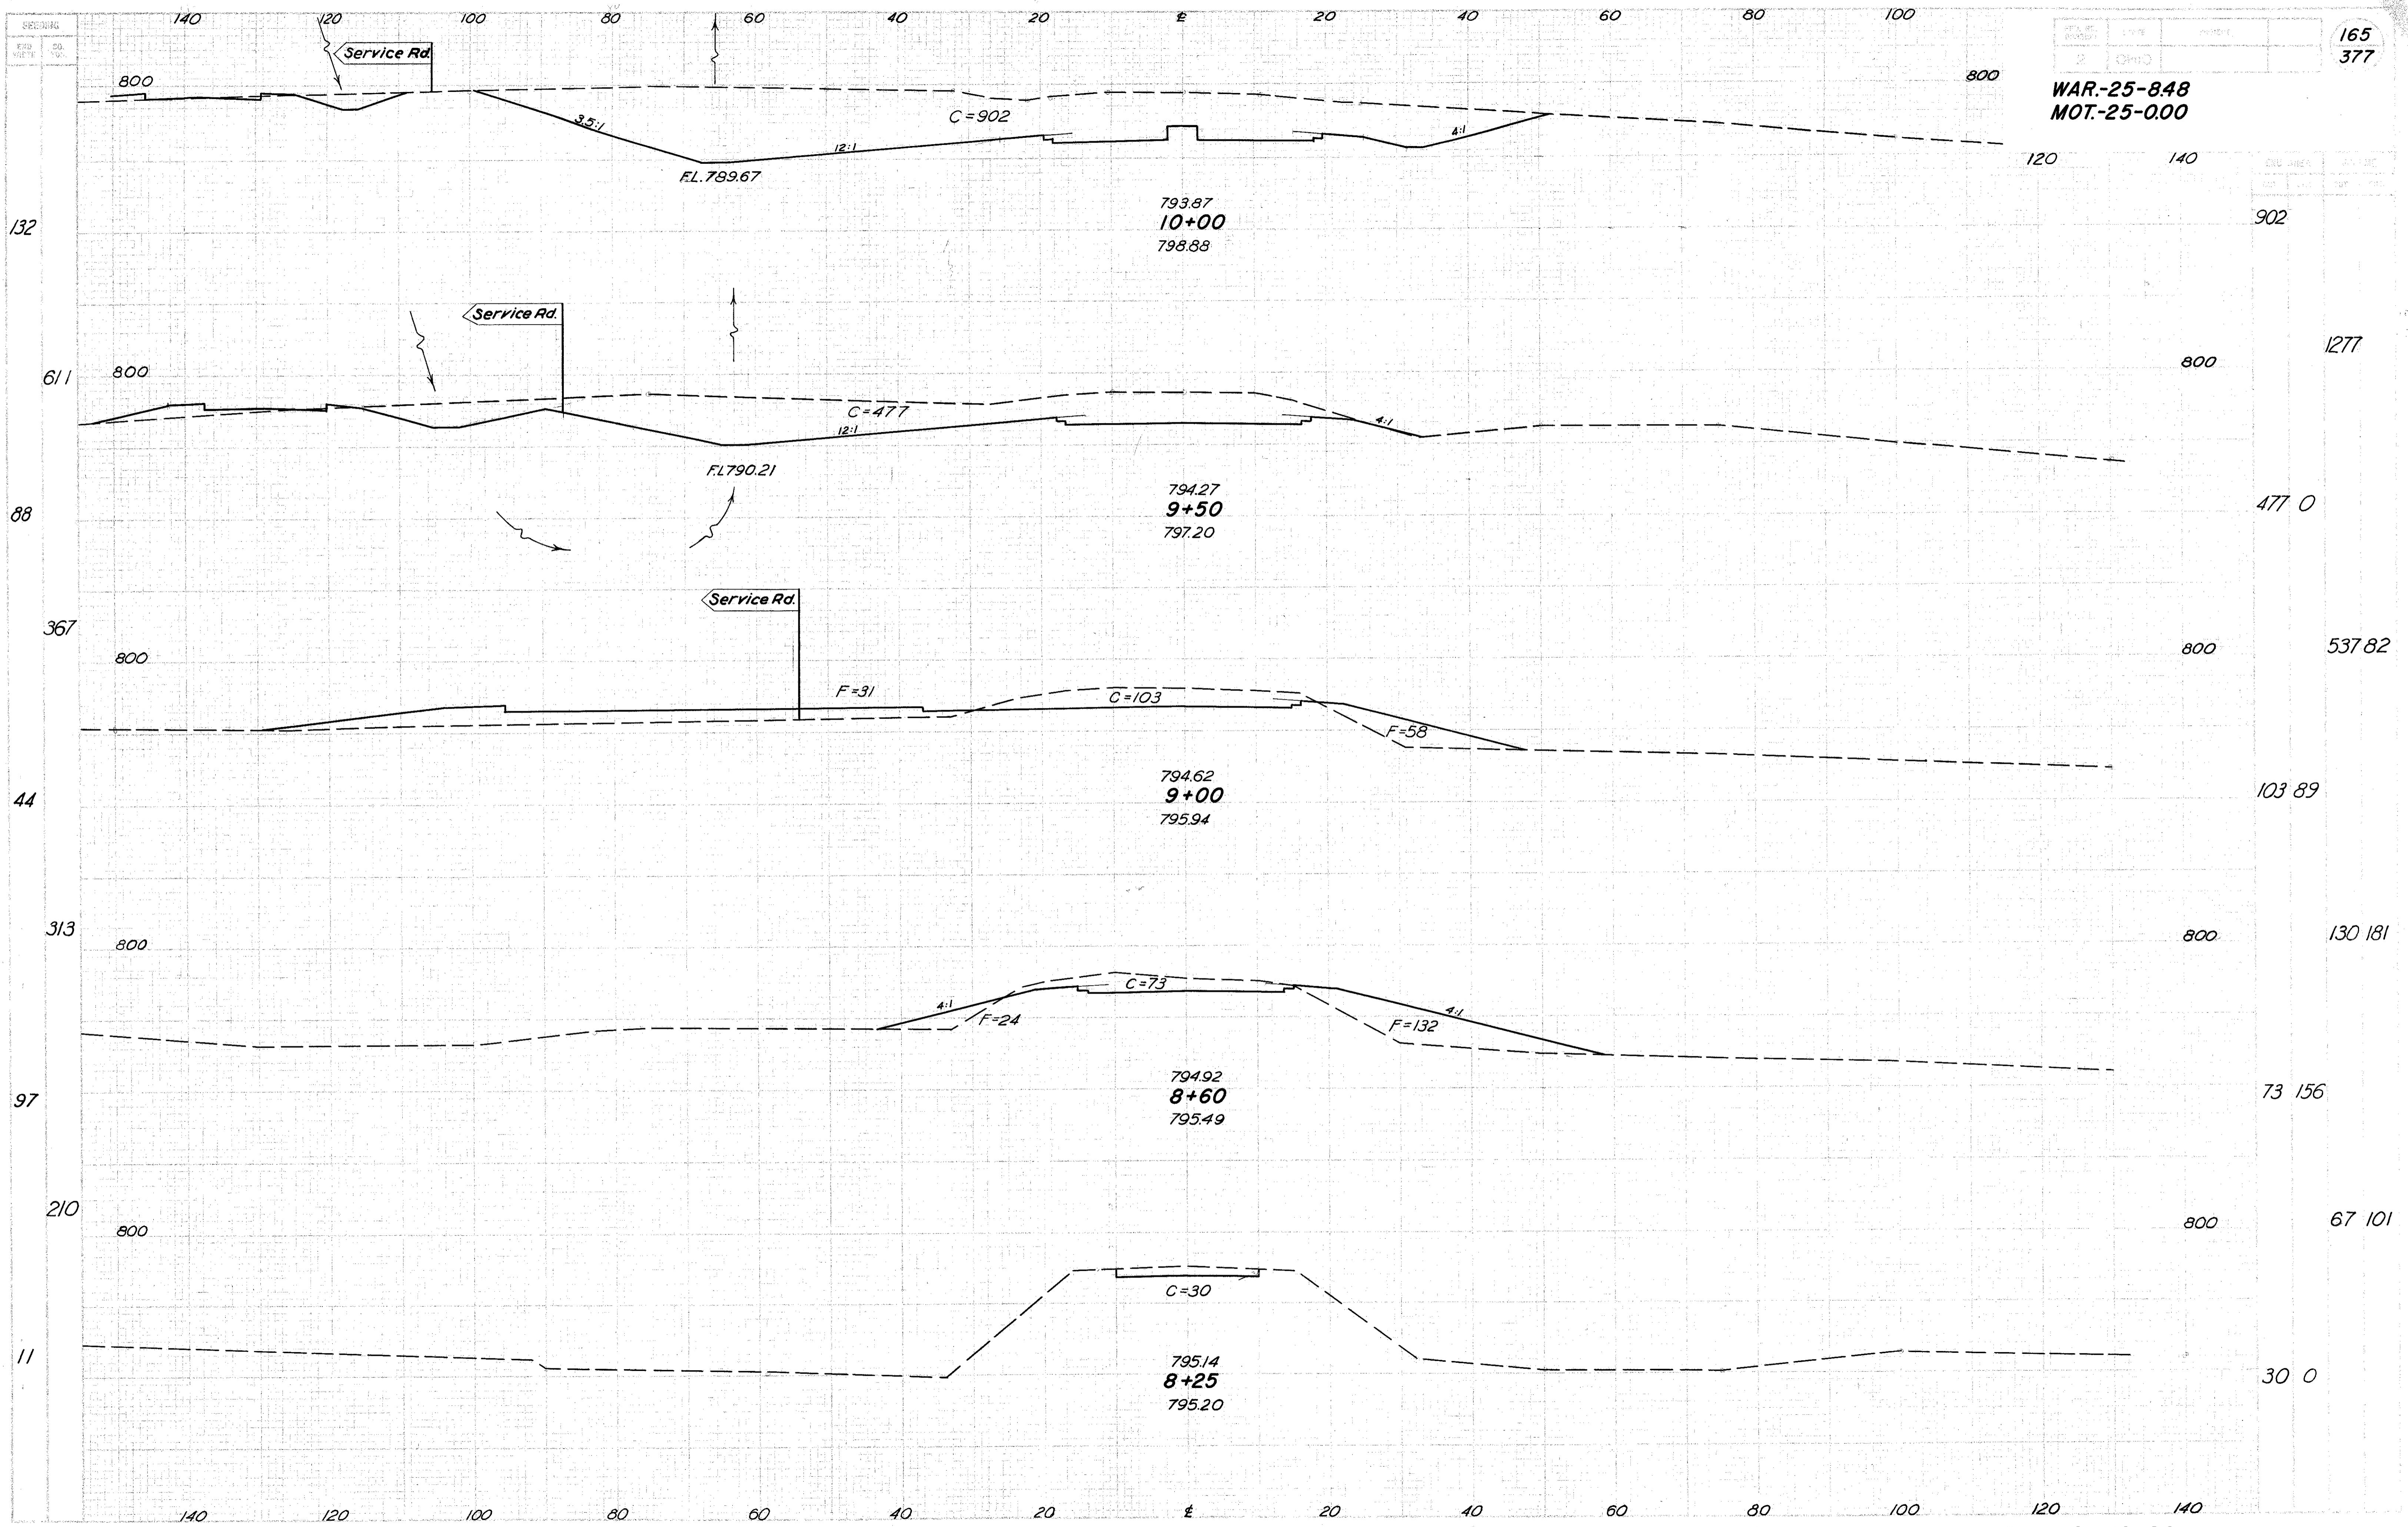 140 120 100 80 60 40 20 ℄ 20 40 60 80 100
SEEDING
END WIDTH SQ. YDS.
2 OHIO
165
377
WAR.-25-8.48
MOT.-25-0.00
Service Rd.
800 800
3.5:1 C=902 12:1 4:1
F.L. 789.67
120 140
793.87
132 10+00 902
798.88
Service Rd.
1277
611 800 800
C=477
12:1 4:1
F.L. 790.21
794.27
88 9+50 477 0
797.20
Service Rd.
367 800 800 537 82
F=31 C=103
F=58
794.62
44 9+00 103 89
795.94
313 800 800 130 181
C=73
4:1 F=24 F=132 4:1
794.92
97 8+60 73 156
795.49
210 800 800 67 101
C=30
795.14
11 8+25 30 0
795.20
140 120 100 80 60 40 20 ℄ 20 40 60 80 100 120 140